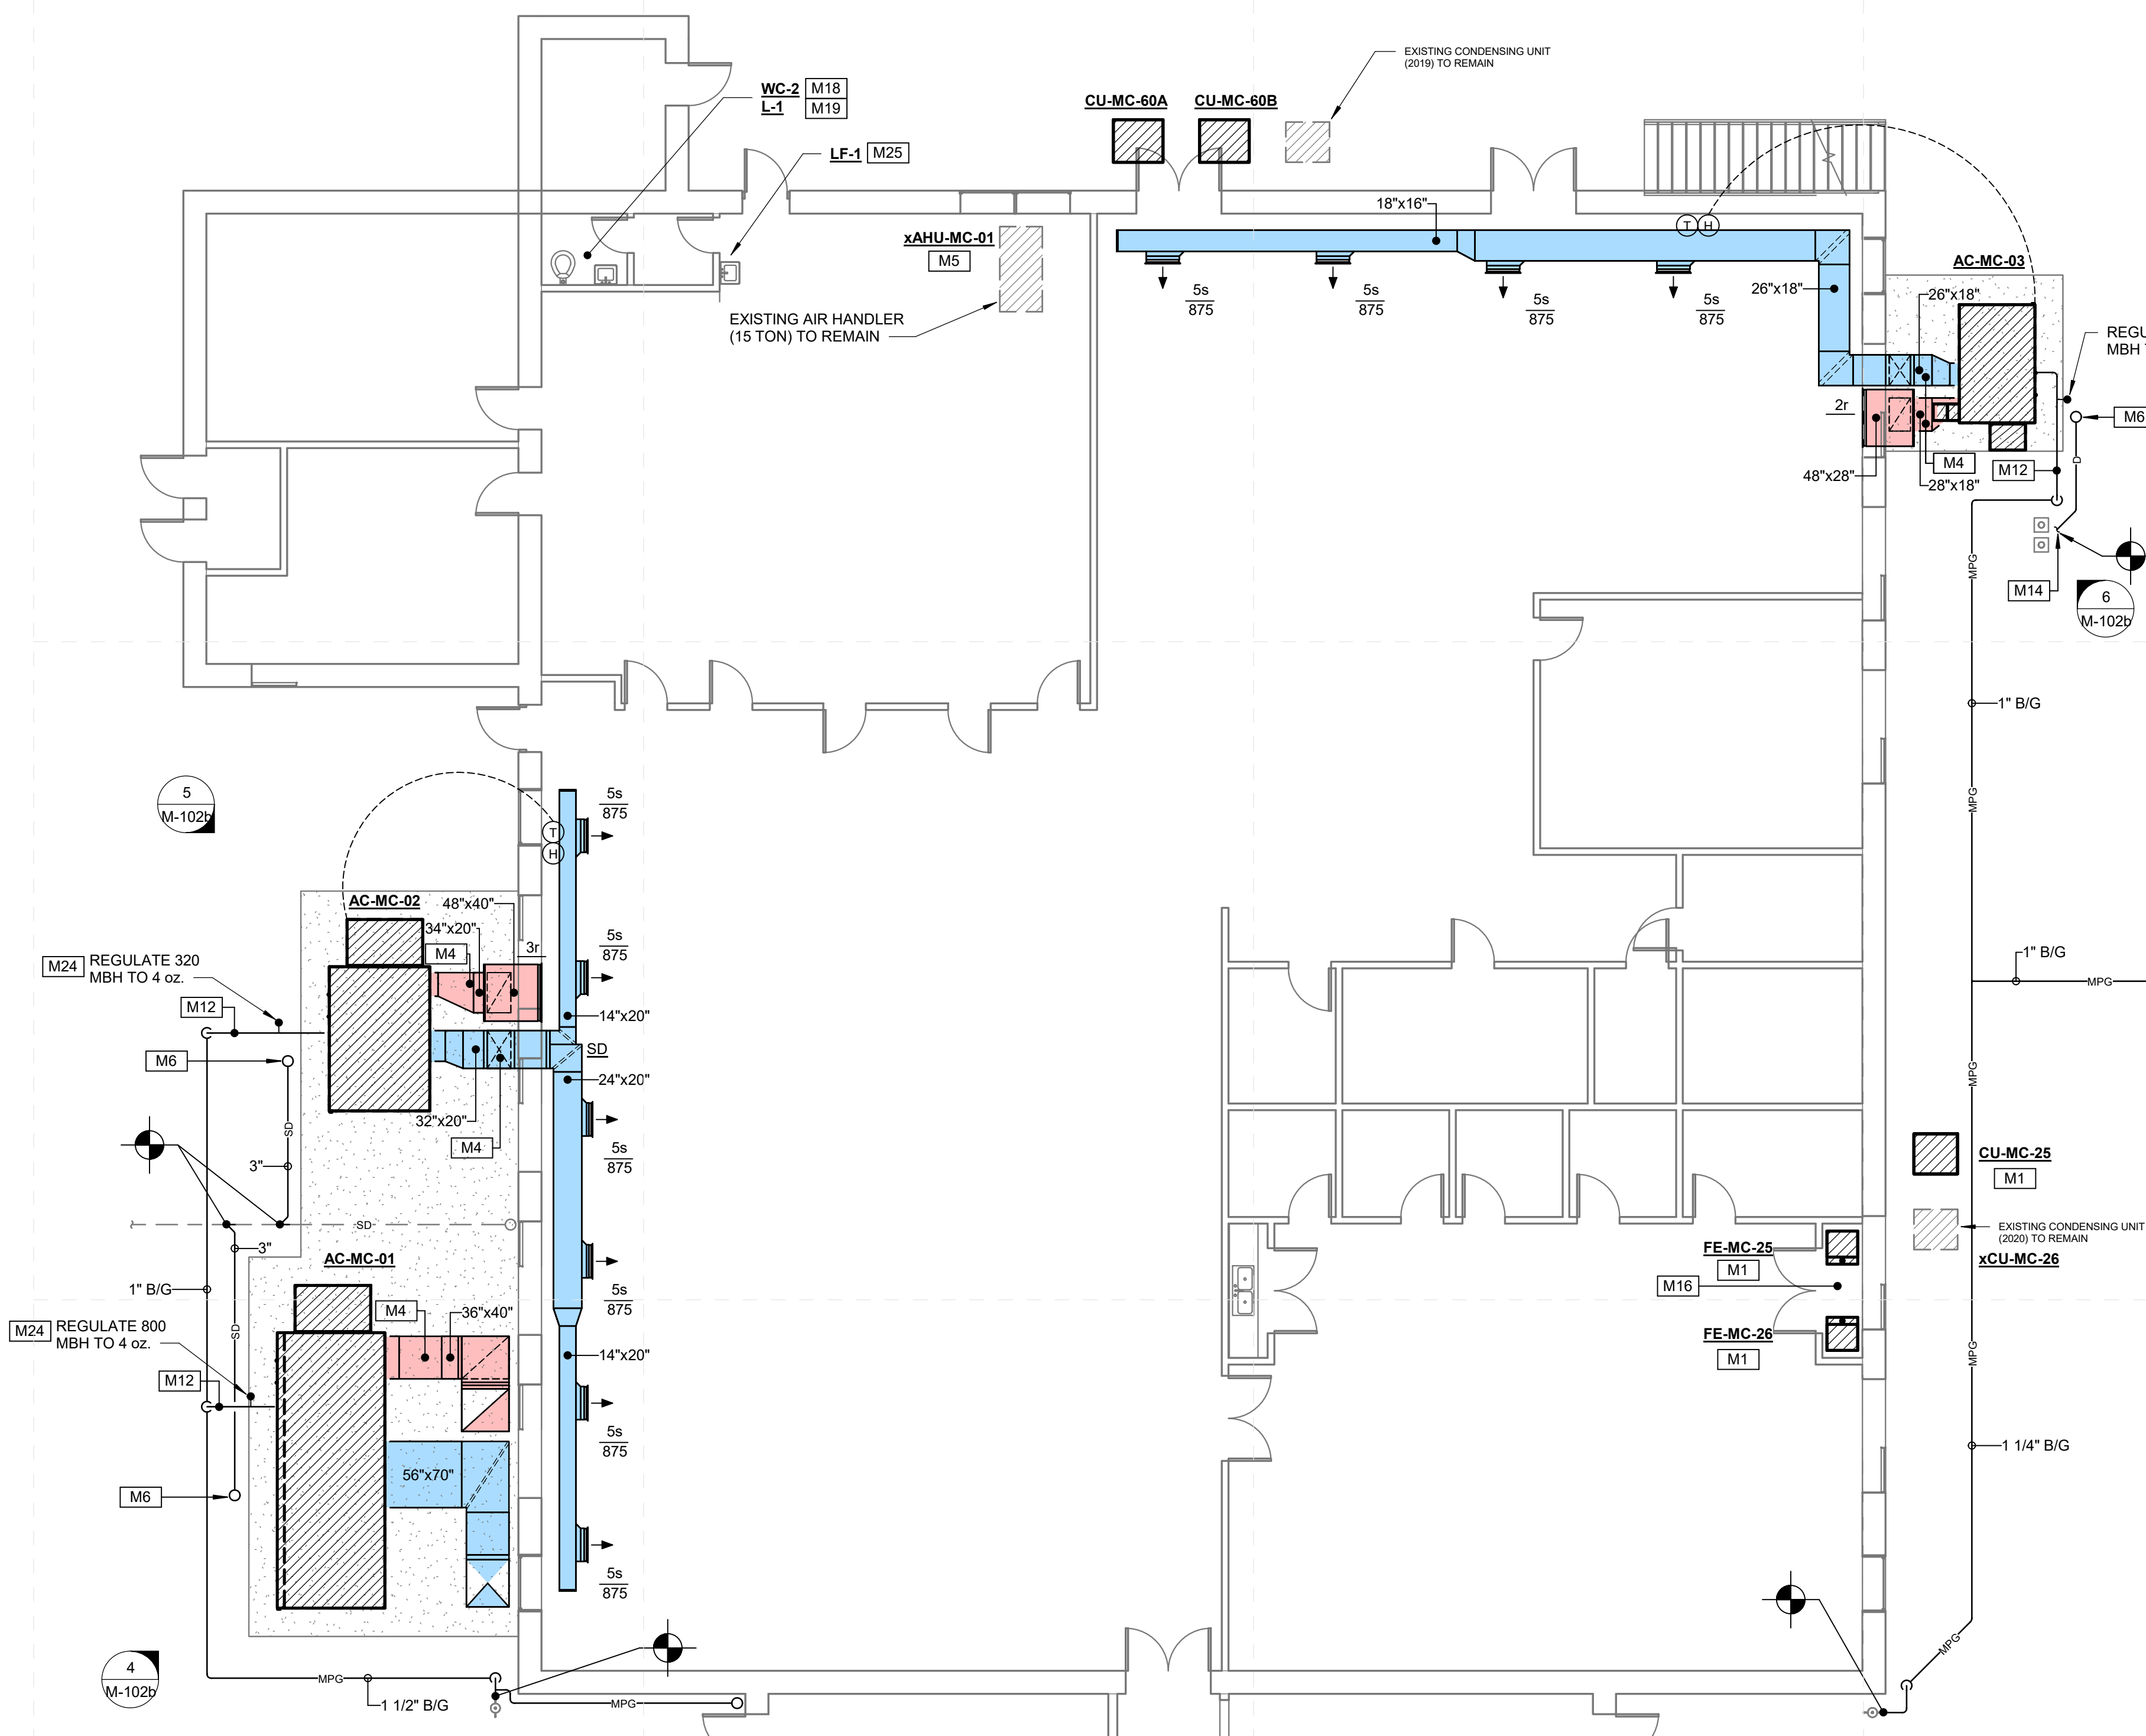 EXISTING CONDENSING UNIT
(2019) TO REMAIN
WC-2 M18
L-1 M19
CU-MC-60A CU-MC-60B
LF-1 M25
18"x16"
T H
xAHU-MC-01
M5
AC-MC-03
EXISTING AIR HANDLER
(15 TON) TO REMAIN
5s
875
5s
875
5s
875
5s
875
26"x18"
26"x18"
MBH
2r
M6
48"x28"
M4
28"x18"
M12
D
MPG
M14
6
M-102b
1" B/G
5
M-102b
5s
875
MPG
T
H
AC-MC-02
48"x40"
34"x20"
M4
3r
5s
875
M24 REGULATE 320
MBH TO 4 oz.
M12
14"x20"
1" B/G
MPG
M6
SD
24"x20"
MPG
32"x20"
M4
SD
5s
875
3"
CU-MC-25
M1
SD
3"
AC-MC-01
EXISTING CONDENSING UNIT
(2020) TO REMAIN
xCU-MC-26
FE-MC-25
M1
M16
1" B/G
M4
36"x40"
5s
875
M24 REGULATE 800
MBH TO 4 oz.
SD
FE-MC-26
M1
MPG
14"x20"
M12
5s
875
1 1/4" B/G
56"x70"
M6
5s
875
4
M-102b
MPG
1 1/2" B/G
MPG
MPG